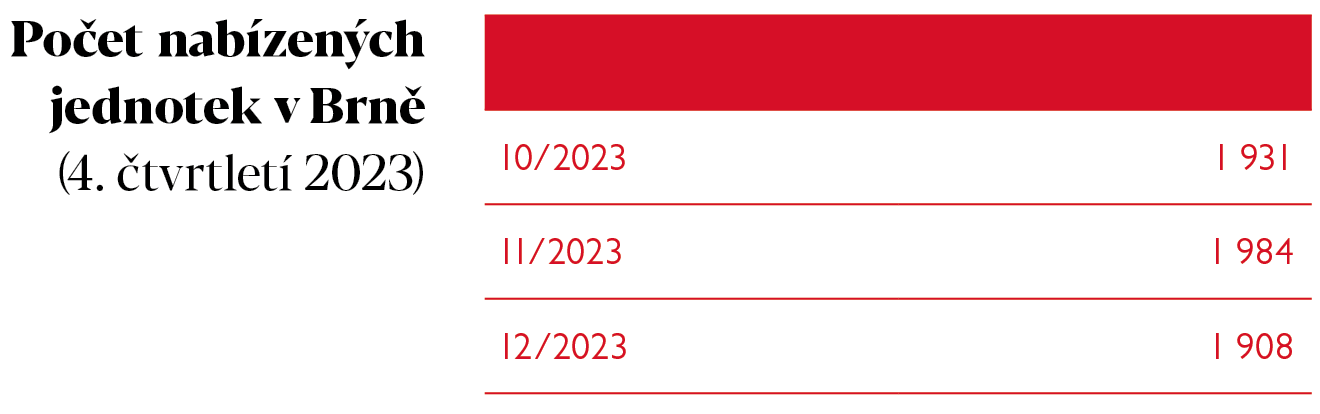 Počet nabízených
jednotek v Brně
(4. čtvrtletí 2023)
10/2023 1 931
11/2023 1 984
12/2023 1 908